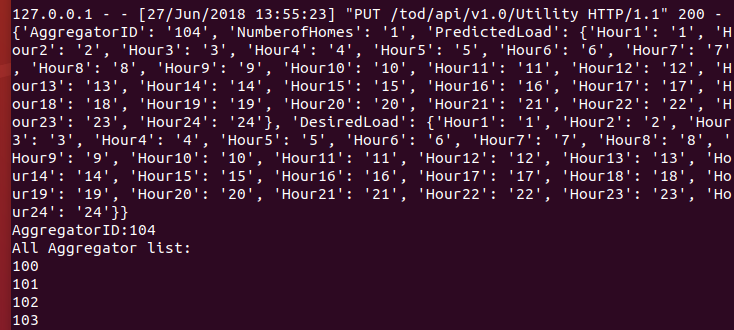 127.0.0.1 - - [27/Jun/2018 13:55:23] "PUT /tod/api/v1.0/Utility HTTP/1.1" 200 -
{'AggregatorID': '104', 'NumberofHomes': '1', 'PredictedLoad': {'Hour1': '1', 'H
our2': '2', 'Hour3': '3', 'Hour4': '4', 'Hour5': '5', 'Hour6': '6', 'Hour7': '7'
, 'Hour8': '8', 'Hour9': '9', 'Hour10': '10', 'Hour11': '11', 'Hour12': '12', 'H
our13': '13', 'Hour14': '14', 'Hour15': '15', 'Hour16': '16', 'Hour17': '17', 'H
our18': '18', 'Hour19': '19', 'Hour20': '20', 'Hour21': '21', 'Hour22': '22', 'H
our23': '23', 'Hour24': '24'}, 'DesiredLoad': {'Hour1': '1', 'Hour2': '2', 'Hour
3': '3', 'Hour4': '4', 'Hour5': '5', 'Hour6': '6', 'Hour7': '7', 'Hour8': '8', '
Hour9': '9', 'Hour10': '10', 'Hour11': '11', 'Hour12': '12', 'Hour13': '13', 'Ho
ur14': '14', 'Hour15': '15', 'Hour16': '16', 'Hour17': '17', 'Hour18': '18', 'Ho
ur19': '19', 'Hour20': '20', 'Hour21': '21', 'Hour22': '22', 'Hour23': '23', 'Ho
ur24': '24'}}
AggregatorID:104
All Aggregator list:
100
101
102
103